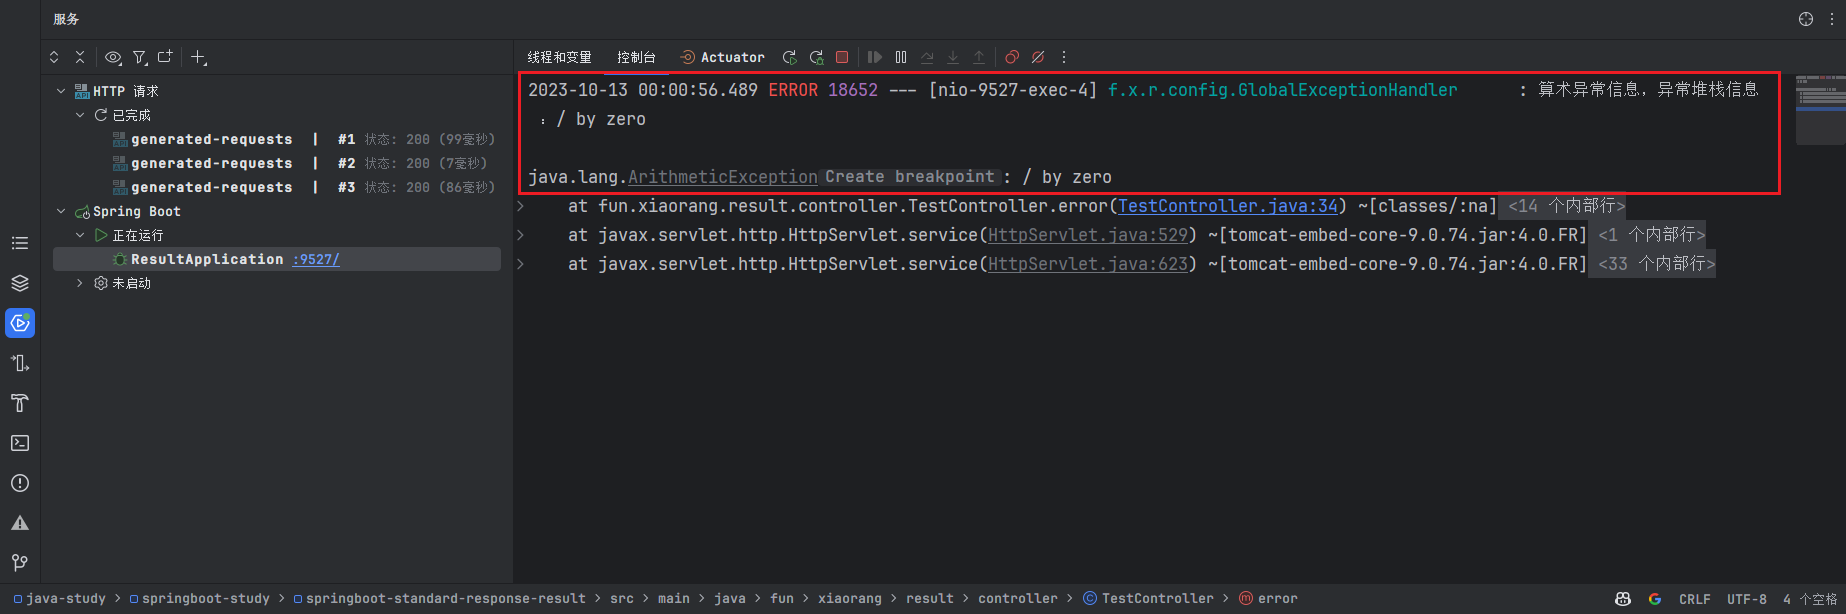 服务
HTTP 请求
已完成
generated-requests | #1 状态: 200 (99毫秒)
generated-requests | #2 状态: 200 (7毫秒)
generated-requests | #3 状态: 200 (86毫秒)
Spring Boot
正在运行
ResultApplication :9527/
未启动
线程和变量 控制台 Actuator
2023-10-13 00:00:56.489 ERROR 18652 --- [nio-9527-exec-4] f.x.r.config.GlobalExceptionHandler : 算术异常信息，异常堆栈信息
：/ by zero
java.lang.ArithmeticException Create breakpoint : / by zero
at fun.xiaorang.result.controller.TestController.error(TestController.java:34) ~[classes/:na] <14 个内部行>
at javax.servlet.http.HttpServlet.service(HttpServlet.java:529) ~[tomcat-embed-core-9.0.74.jar:4.0.FR] <1 个内部行>
at javax.servlet.http.HttpServlet.service(HttpServlet.java:623) ~[tomcat-embed-core-9.0.74.jar:4.0.FR] <33 个内部行>
java-study > springboot-study > springboot-standard-response-result > src > main > java > fun > xiaorang > result > controller > TestController > error CRLF UTF-8 4 个空格